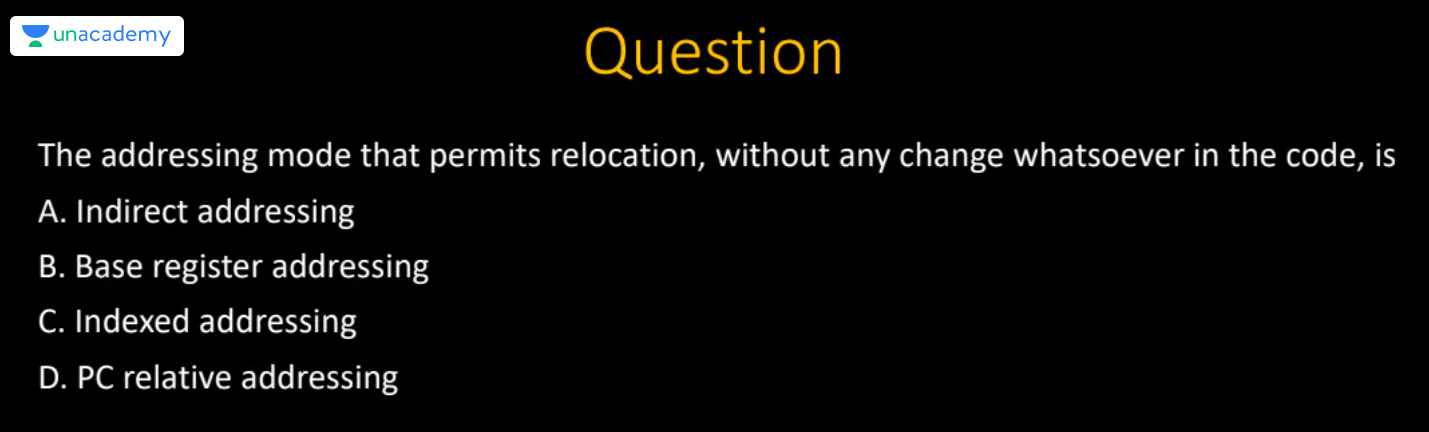 unacademy
Question
The addressing mode that permits relocation, without any change whatsoever in the code, is
A. Indirect addressing
B. Base register addressing
C. Indexed addressing
D. PC relative addressing